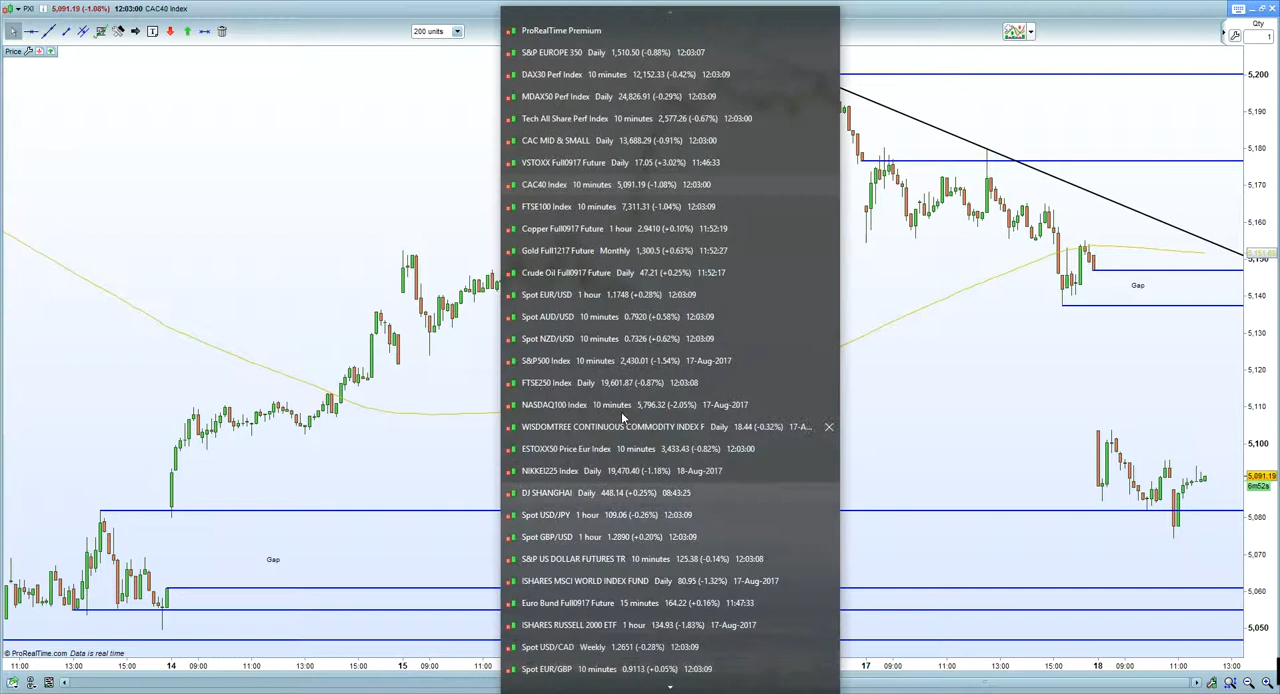 PXI 5,091.19 (-1.08%) 12:03:00 CAC40 Index
200 units
Qty
1
Price
ProRealTime Premium
S&P EUROPE 350 Daily 1,510.50 (-0.88%) 12:03:07
DAX30 Perf Index 10 minutes 12,152.33 (-0.42%) 12:03:09
MDAX50 Perf Index Daily 24,826.91 (-0.29%) 12:03:09
Tech All Share Perf Index 10 minutes 2,577.26 (-0.67%) 12:03:00
CAC MID & SMALL Daily 13,688.29 (-0.91%) 12:03:00
VSTOXX Full0917 Future Daily 17.05 (+3.02%) 11:46:33
CAC40 Index 10 minutes 5,091.19 (-1.08%) 12:03:00
FTSE100 Index 10 minutes 7,311.31 (-1.04%) 12:03:09
Copper Full0917 Future 1 hour 2.9410 (+0.10%) 11:52:19
Gold Full1217 Future Monthly 1,300.5 (+0.63%) 11:52:27
Crude Oil Full0917 Future Daily 47.21 (+0.25%) 11:52:17
Spot EUR/USD 1 hour 1.1748 (+0.28%) 12:03:09
Spot AUD/USD 10 minutes 0.7920 (+0.58%) 12:03:09
Spot NZD/USD 10 minutes 0.7326 (+0.62%) 12:03:09
S&P500 Index 10 minutes 2,430.01 (-1.54%) 17-Aug-2017
FTSE250 Index Daily 19,601.87 (-0.87%) 12:03:08
NASDAQ100 Index 10 minutes 5,796.32 (-2.05%) 17-Aug-2017
WISDOMTREE CONTINUOUS COMMODITY INDEX F Daily 18.44 (-0.32%) 17-A...
ESTOXX50 Price Eur Index 10 minutes 3,433.43 (-0.82%) 12:03:00
NIKKEI225 Index Daily 19,470.40 (-1.18%) 18-Aug-2017
DJ SHANGHAI Daily 448.14 (+0.25%) 08:43:25
Spot USD/JPY 1 hour 109.06 (-0.26%) 12:03:09
Spot GBP/USD 1 hour 1.2890 (+0.20%) 12:03:09
S&P US DOLLAR FUTURES TR 10 minutes 125.38 (-0.14%) 12:03:08
ISHARES MSCI WORLD INDEX FUND Daily 80.95 (-1.32%) 17-Aug-2017
Euro Bund Full0917 Future 15 minutes 164.22 (+0.16%) 11:47:33
ISHARES RUSSELL 2000 ETF 1 hour 134.93 (-1.83%) 17-Aug-2017
Spot USD/CAD Weekly 1.2651 (-0.28%) 12:03:09
Spot EUR/GBP 10 minutes 0.9113 (+0.05%) 12:03:09
Gap
Gap
5,200
5,190
5,180
5,170
5,160
5,150
5,140
5,130
5,120
5,110
5,100
5,091.19
6m52s
5,080
5,070
5,060
5,050
© ProRealTime.com Data is real time
11:00 13:00 15:00 14 09:00 11:00 13:00 15:00 15 09:00 17 09:00 11:00 13:00 15:00 18 09:00 11:00 13:00